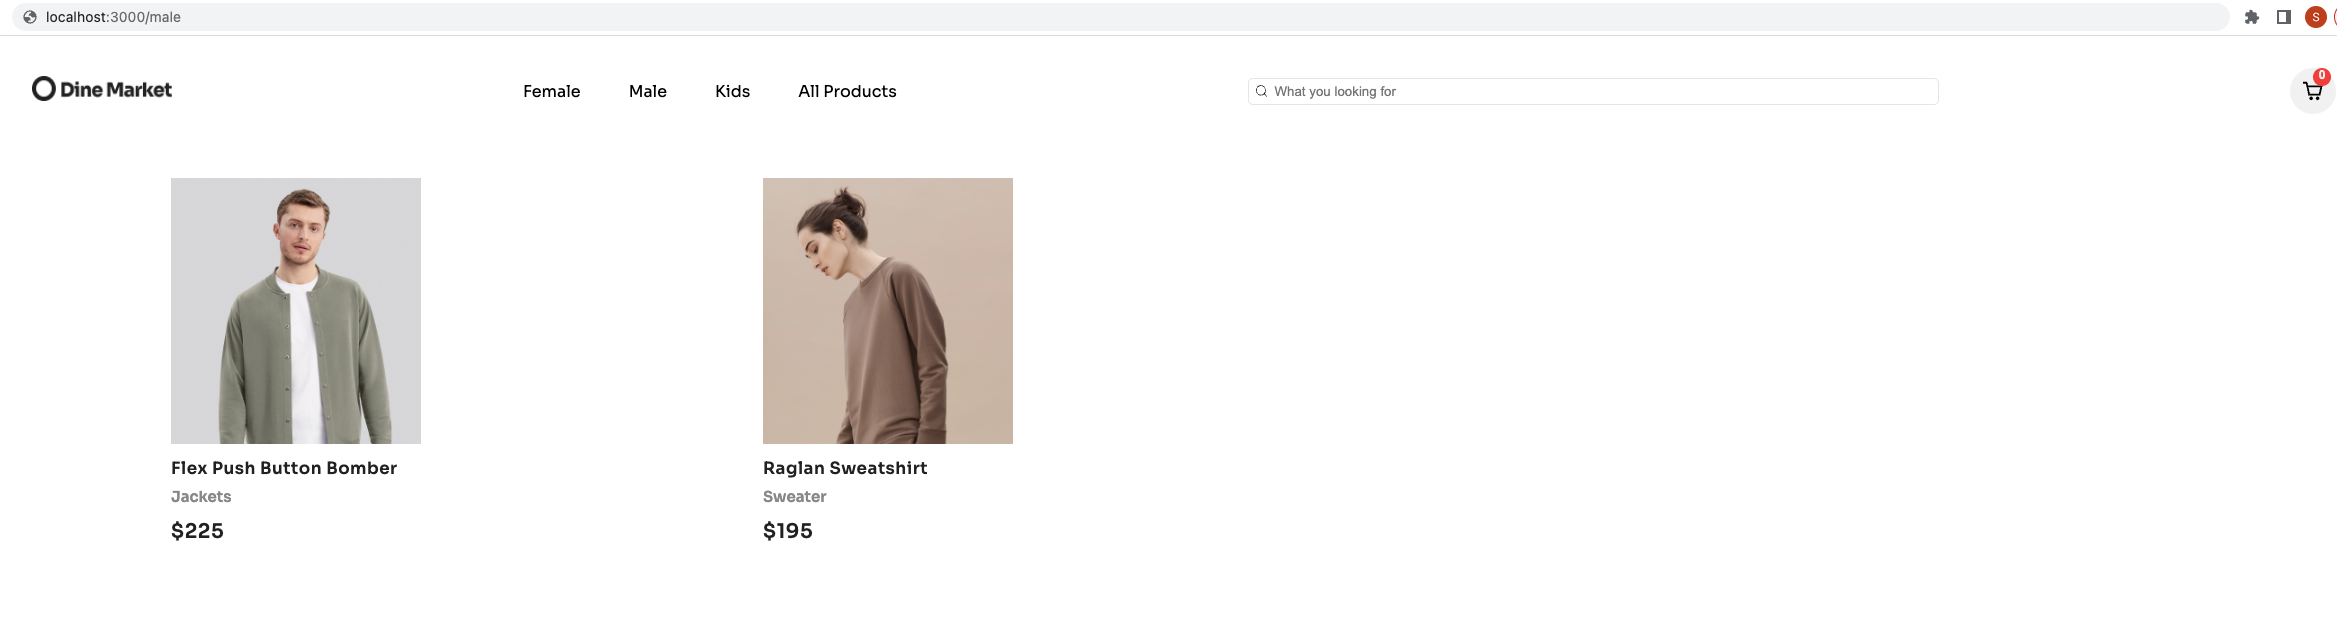 localhost:3000/male
S
Dine Market
Female Male Kids All Products
What you looking for
0
Flex Push Button Bomber
Jackets
$225
Raglan Sweatshirt
Sweater
$195